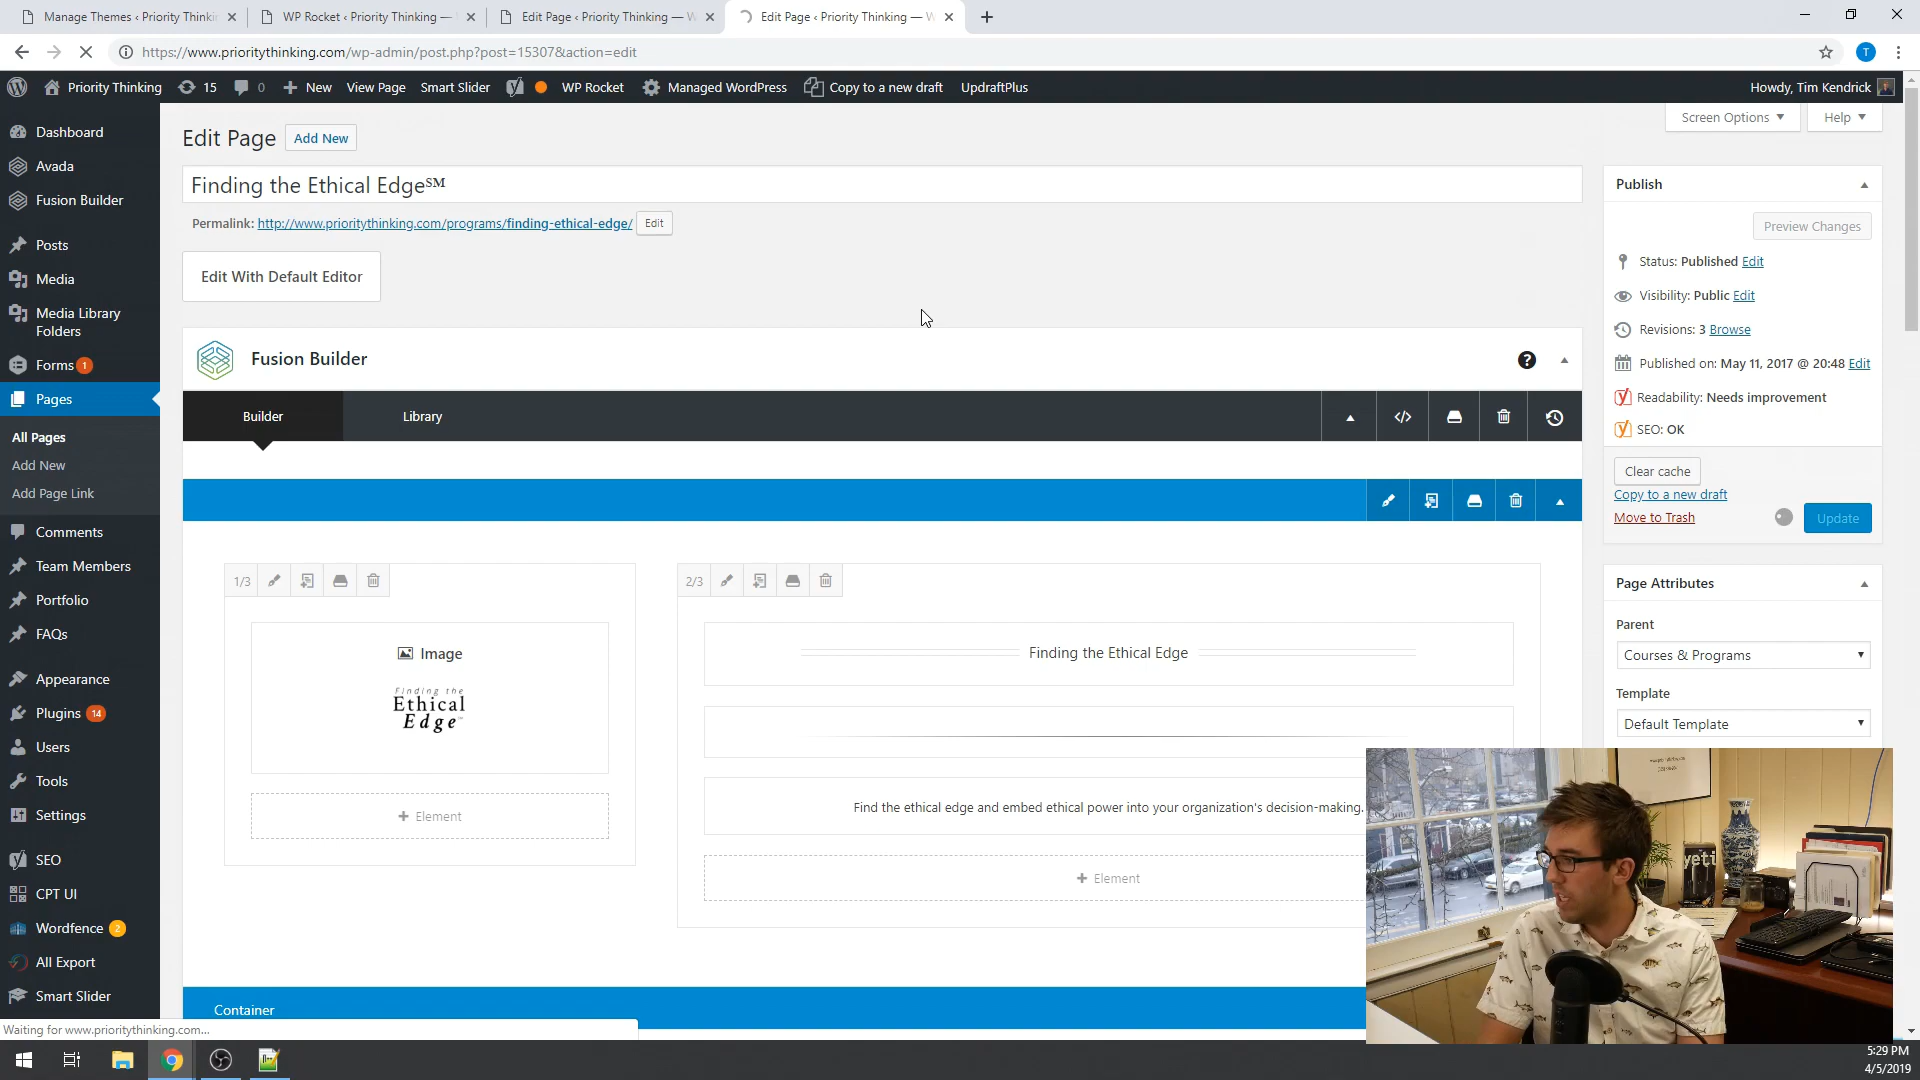 Manage Themes ‹ Priority Thinkin
WP Rocket ‹ Priority Thinking —
Edit Page ‹ Priority Thinking — W
Edit Page ‹ Priority Thinking — W
https://www.prioritythinking.com/wp-admin/post.php?post=15307&action=edit
T
Priority Thinking
15
0
New
View Page
Smart Slider
WP Rocket
Managed WordPress
Copy to a new draft
UpdraftPlus
Howdy, Tim Kendrick
Screen Options
Help
Dashboard
Avada
Fusion Builder
Posts
Media
Media Library
Folders
Forms 1
Pages
All Pages
Add New
Add Page Link
Comments
Team Members
Portfolio
FAQs
Appearance
Plugins 14
Users
Tools
Settings
SEO
CPT UI
Wordfence 2
All Export
Smart Slider
Edit Page
Add New
Finding the Ethical Edge℠
Permalink: http://www.prioritythinking.com/programs/finding-ethical-edge/ Edit
Edit With Default Editor
Fusion Builder
?
Builder
Library
</>
1/3
Image
Finding the
Ethical
Edge
+ Element
2/3
Finding the Ethical Edge
Find the ethical edge and embed ethical power into your organization's decision-making.
+ Element
Container
Publish
Preview Changes
Status: Published Edit
Visibility: Public Edit
Revisions: 3 Browse
Published on: May 11, 2017 @ 20:48 Edit
Readability: Needs improvement
SEO: OK
Clear cache
Copy to a new draft
Move to Trash
Update
Page Attributes
Parent
Courses & Programs
Template
Default Template
yeti
Waiting for www.prioritythinking.com...
5:29 PM
4/5/2019